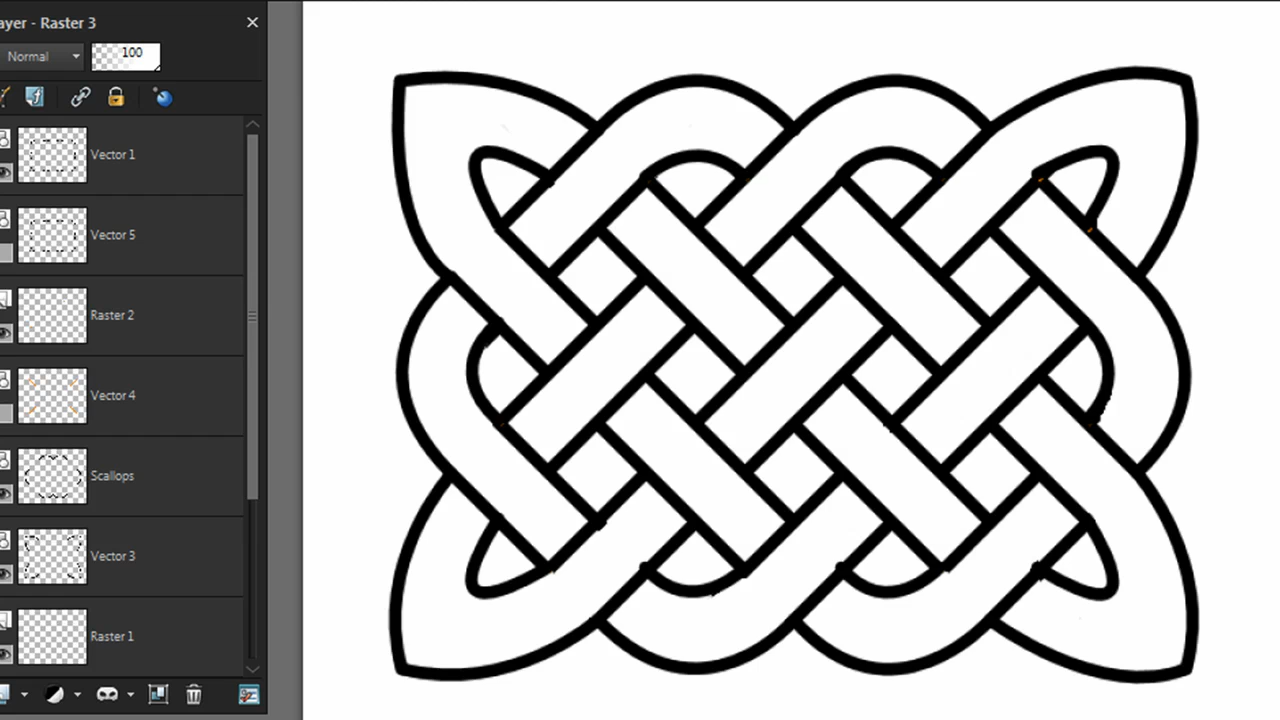 ayer - Raster 3
Normal
100
Vector 1
Vector 5
Raster 2
Vector 4
Scallops
Vector 3
Raster 1